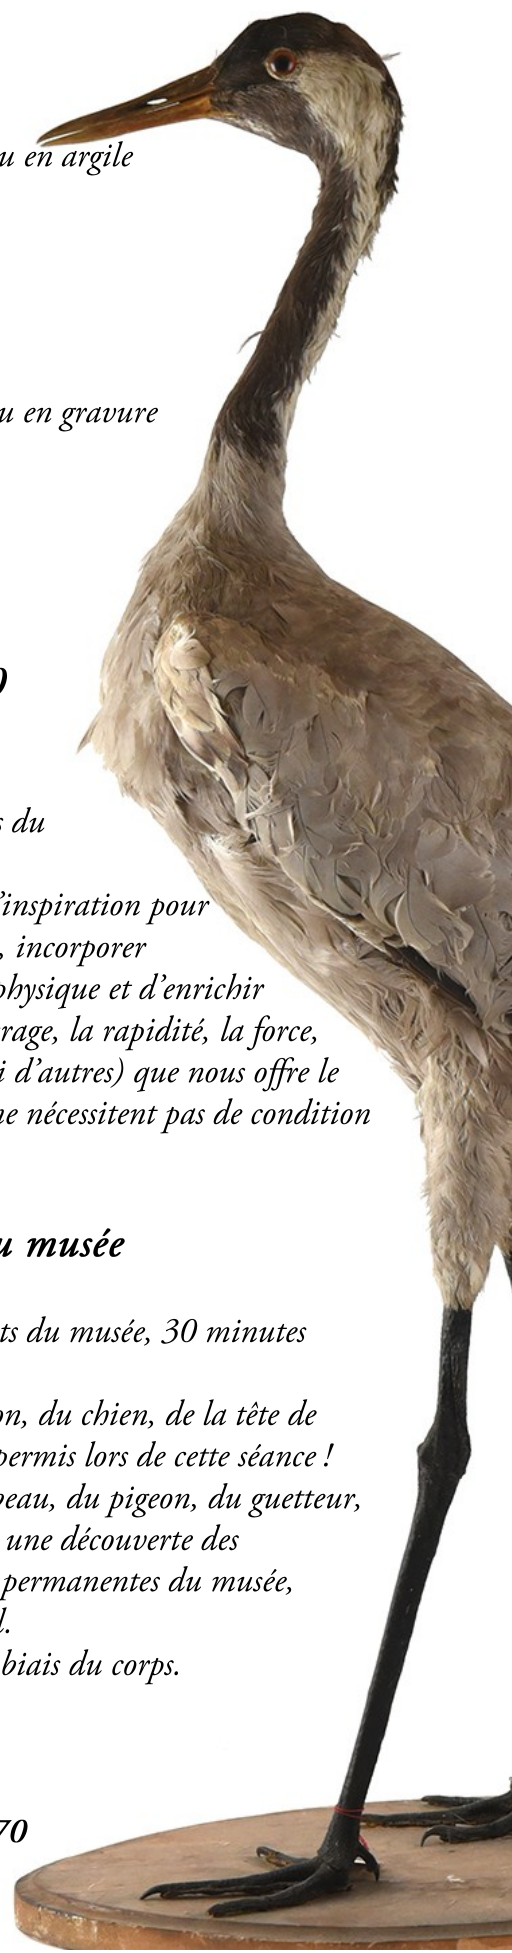 u en argile
u en gravure
s du
’inspiration pour
, incorporer
physique et d’enrichir
rage, la rapidité, la force,
i d’autres) que nous offre le
ne nécessitent pas de condition
u musée
ts du musée, 30 minutes
on, du chien, de la tête de
permis lors de cette séance !
beau, du pigeon, du guetteur,
une découverte des
permanentes du musée,
l.
biais du corps.
70